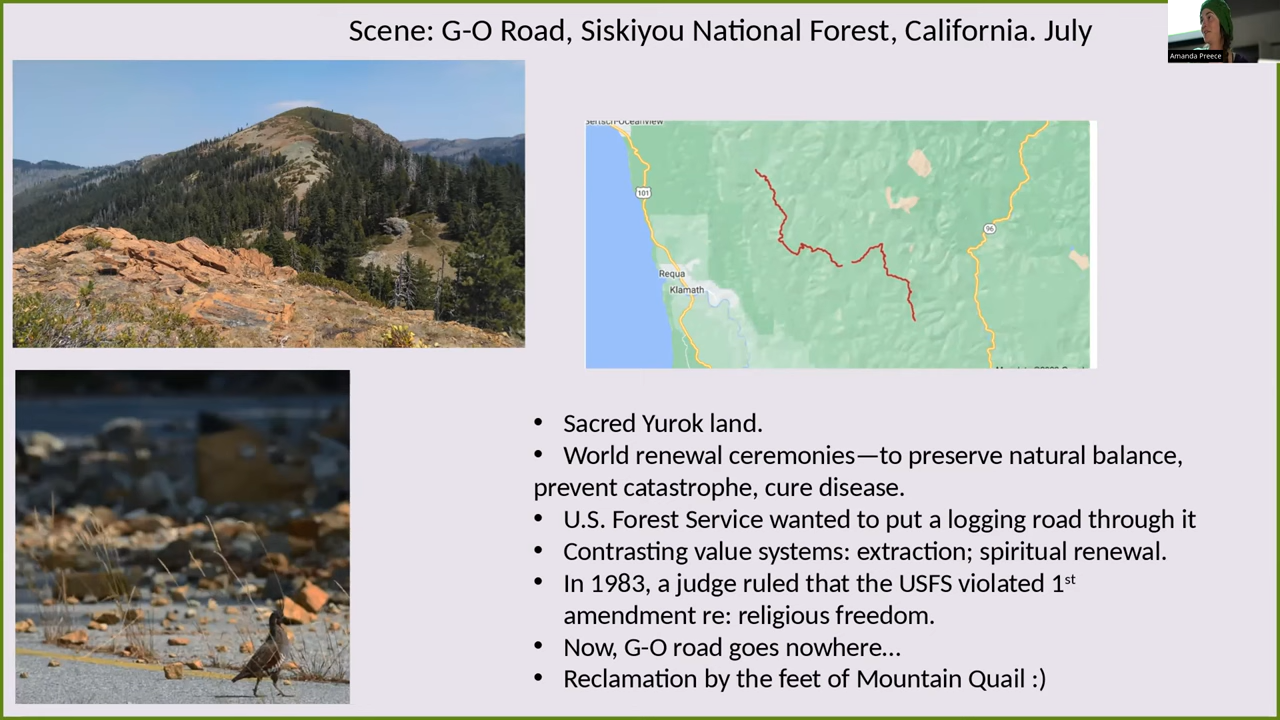 Scene: G-O Road, Siskiyou National Forest, California. July
Amanda Preece
101
96
Requa
Klamath
• Sacred Yurok land.
• World renewal ceremonies—to preserve natural balance,
prevent catastrophe, cure disease.
• U.S. Forest Service wanted to put a logging road through it
• Contrasting value systems: extraction; spiritual renewal.
• In 1983, a judge ruled that the USFS violated 1st
amendment re: religious freedom.
• Now, G-O road goes nowhere...
• Reclamation by the feet of Mountain Quail :)